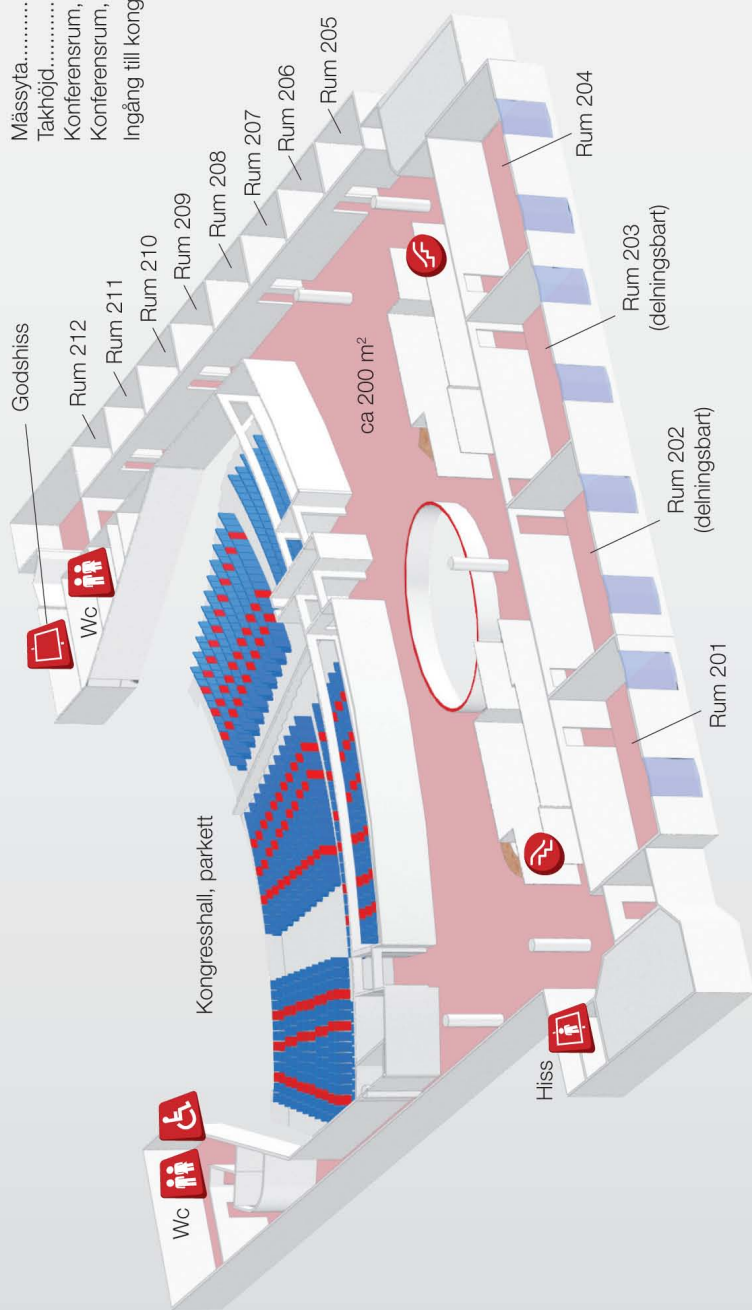 Mässyta..........
Takhöjd..........
Konferensrum,
Konferensrum,
Ingång till kong
Godshiss
Wc
Rum 212
Rum 211
Rum 210
Rum 209
Rum 208
Rum 207
Rum 206
Rum 205
Kongresshall, parkett
Wc
ca 200 m²
Hiss
Rum 201
Rum 202
(delningsbart)
Rum 203
(delningsbart)
Rum 204